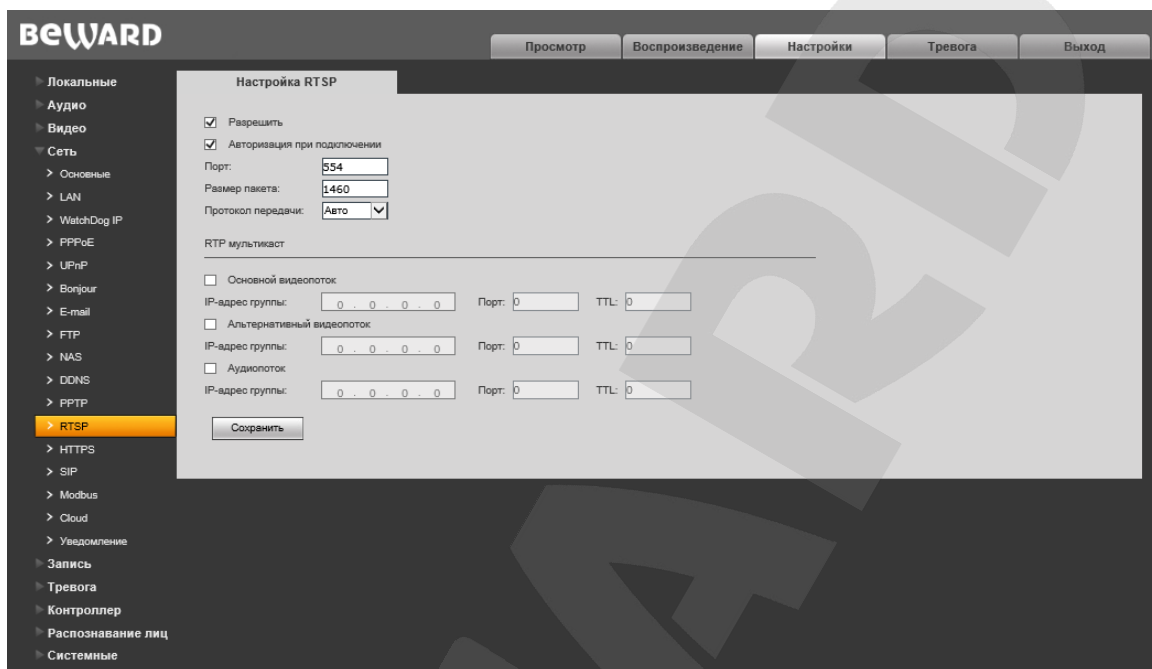 BEWARD
Просмотр Воспроизведение Настройки Тревога Выход
Локальные
Аудио
Видео
Сеть
Основные
LAN
WatchDog IP
PPPoE
UPnP
Bonjour
E-mail
FTP
NAS
DDNS
PPTP
RTSP
HTTPS
SIP
Modbus
Cloud
Уведомление
Запись
Тревога
Контроллер
Распознавание лиц
Системные
Настройка RTSP
Разрешить
Авторизация при подключении
Порт: 554
Размер пакета: 1460
Протокол передачи: Авто
RTP мультикаст
Основной видеопоток
IP-адрес группы: 0 . 0 . 0 . 0 Порт: 0 TTL: 0
Альтернативный видеопоток
IP-адрес группы: 0 . 0 . 0 . 0 Порт: 0 TTL: 0
Аудиопоток
IP-адрес группы: 0 . 0 . 0 . 0 Порт: 0 TTL: 0
Сохранить